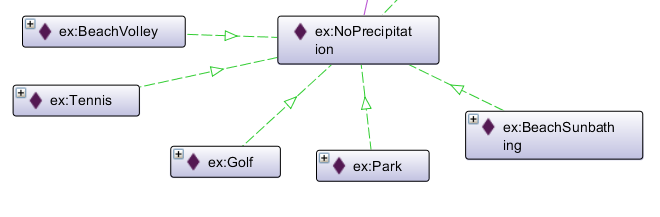 ex:BeachVolley
ex:NoPrecipitat
ion
ex:Tennis
ex:Golf
ex:Park
ex:BeachSunbath
ing